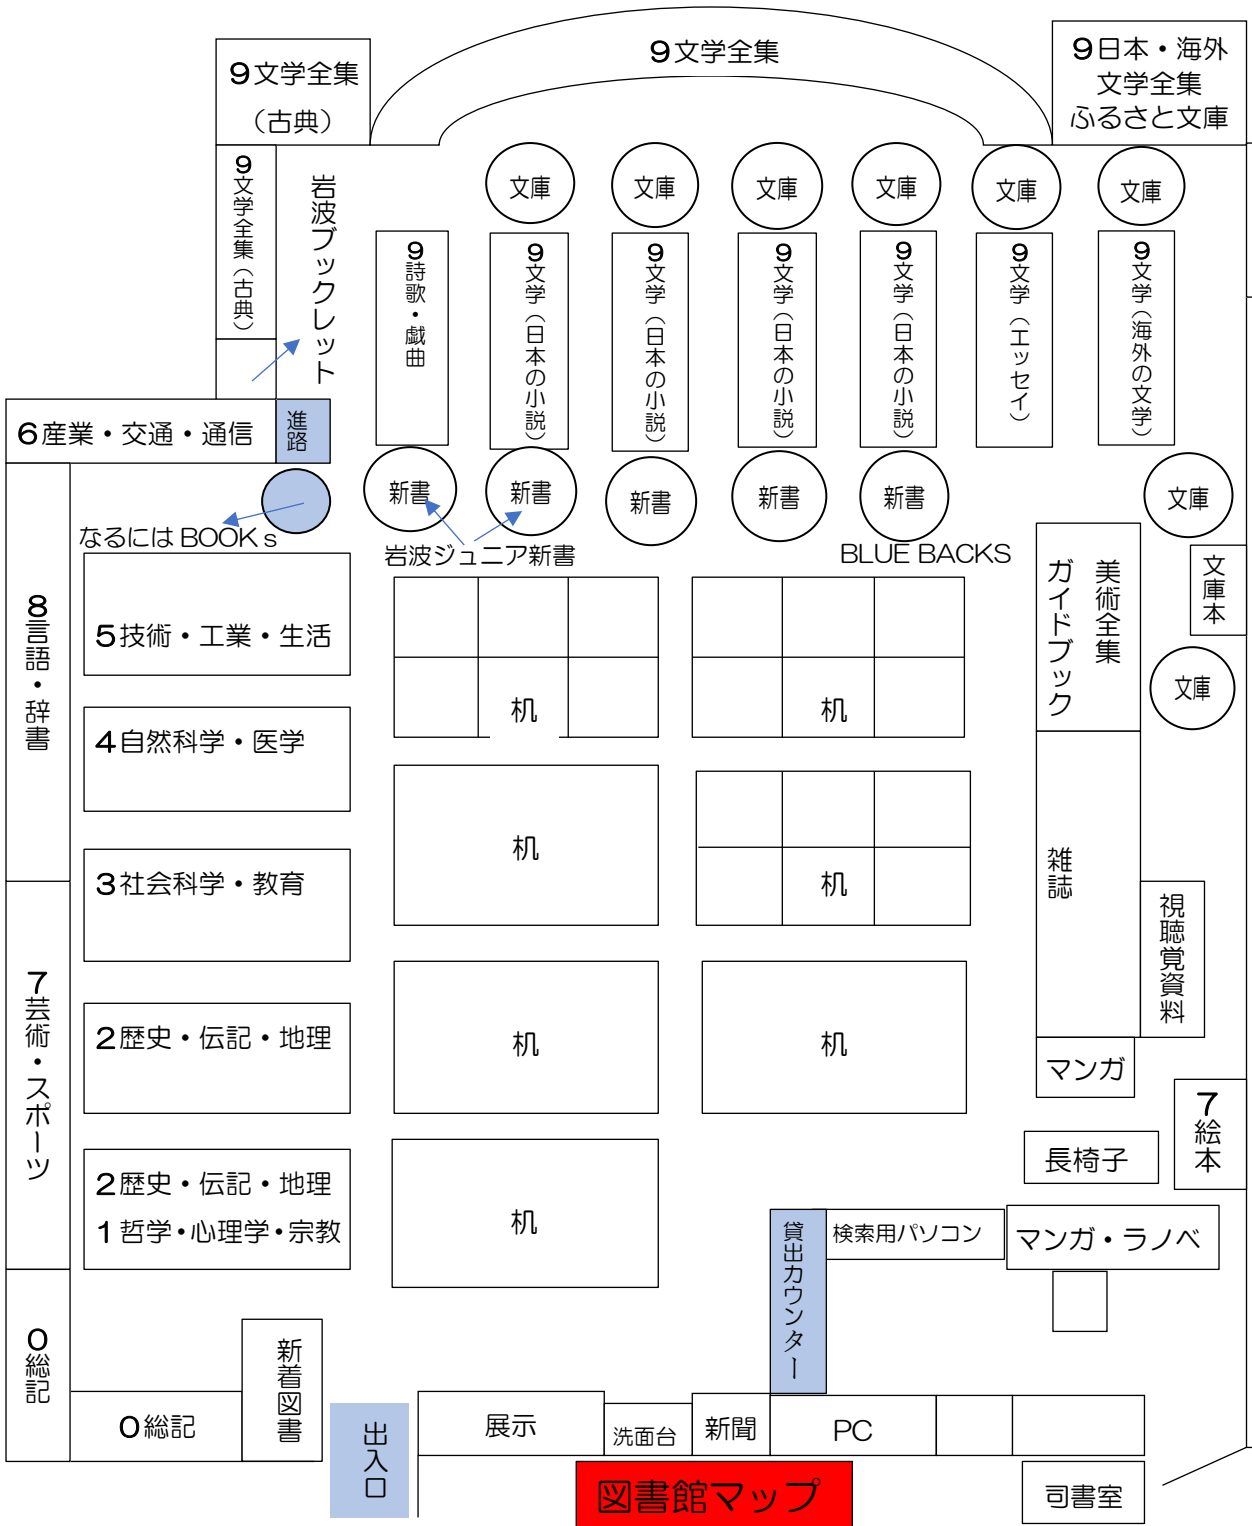 9文学全集
（古典）
9文学全集
9日本・海外
文学全集
ふるさと文庫
9文学全集（古典）
岩波ブックレット
文庫
文庫
文庫
文庫
文庫
文庫
9詩歌・戯曲
9文学（日本の小説）
9文学（日本の小説）
9文学（日本の小説）
9文学（日本の小説）
9文学（エッセイ）
9文学（海外の文学）
6産業・交通・通信
進路
新書
新書
新書
新書
新書
文庫
なるにはBOOKs
岩波ジュニア新書
BLUE BACKS
8言語・辞書
5技術・工業・生活
机
机
美術全集
ガイドブック
文庫本
文庫
4自然科学・医学
机
机
雑誌
3社会科学・教育
視聴覚資料
7芸術・スポーツ
2歴史・伝記・地理
机
机
マンガ
7絵本
長椅子
2歴史・伝記・地理
1哲学・心理学・宗教
机
貸出カウンター
検索用パソコン
マンガ・ラノベ
0総記
新着図書
0総記
出入口
展示
洗面台
新聞
PC
図書館マップ
司書室